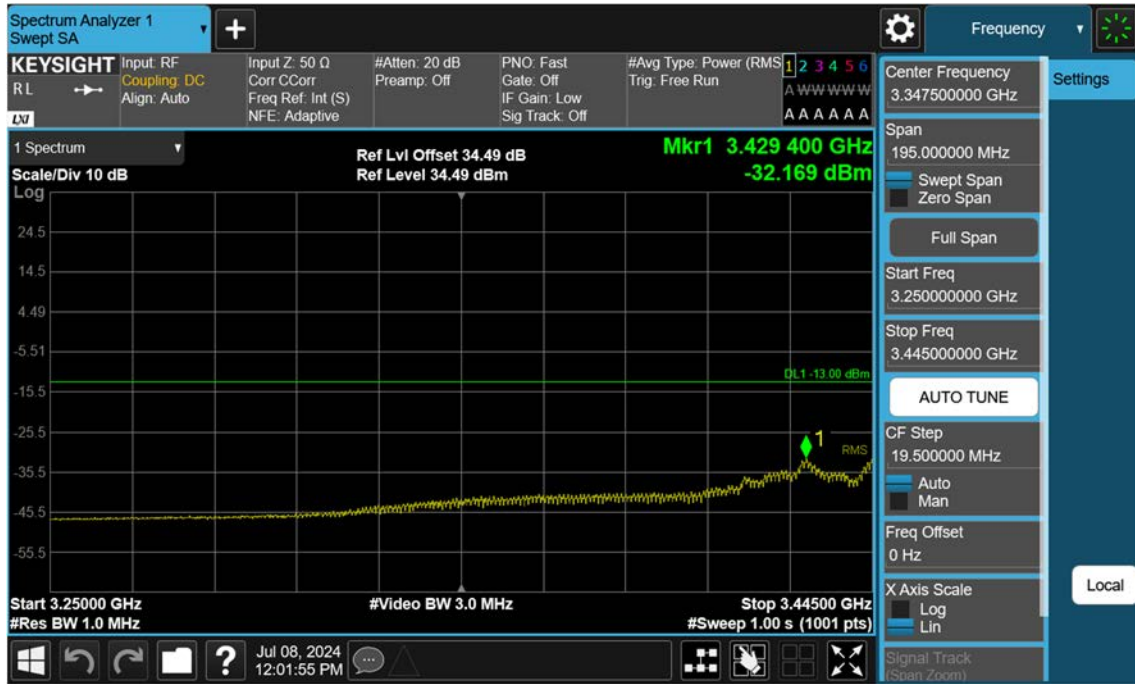 Spectrum Analyzer 1
Swept SA
Frequency
KEYSIGHT
RL
LXI
Input: RF
Coupling: DC
Align: Auto
Input Z: 50 Ω
Corr CCorr
Freq Ref: Int (S)
NFE: Adaptive
#Atten: 20 dB
Preamp: Off
PNO: Fast
Gate: Off
IF Gain: Low
Sig Track: Off
#Avg Type: Power (RMS
Trig: Free Run
1 2 3 4 5 6
A W W W W W
A A A A A A
1 Spectrum
Scale/Div 10 dB
Ref Lvl Offset 34.49 dB
Ref Level 34.49 dBm
Mkr1 3.429 400 GHz
-32.169 dBm
Log
24.5
14.5
4.49
-5.51
-15.5
-25.5
-35.5
-45.5
-55.5
DL1 -13.00 dBm
1
RMS
Start 3.25000 GHz
#Res BW 1.0 MHz
#Video BW 3.0 MHz
Stop 3.44500 GHz
#Sweep 1.00 s (1001 pts)
Center Frequency
3.347500000 GHz
Settings
Span
195.000000 MHz
Swept Span
Zero Span
Full Span
Start Freq
3.250000000 GHz
Stop Freq
3.445000000 GHz
AUTO TUNE
CF Step
19.500000 MHz
Auto
Man
Freq Offset
0 Hz
X Axis Scale
Log
Lin
Local
Signal Track
(Span Zoom)
?
Jul 08, 2024
12:01:55 PM